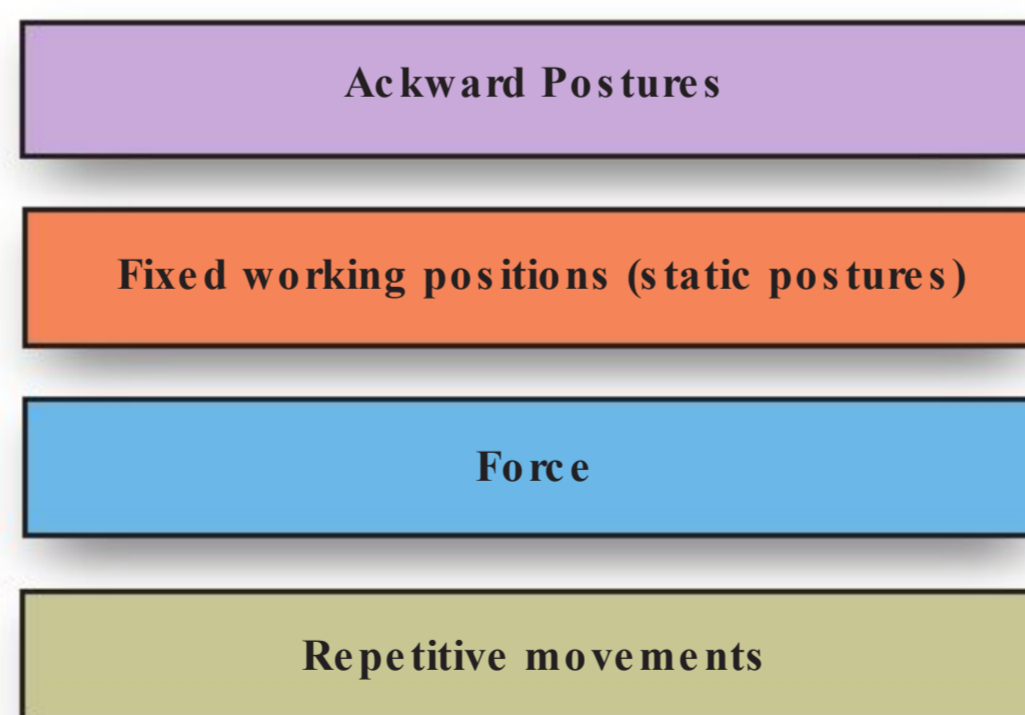 Ackward Postures
Fixed working positions (static postures)
Force
Repetitive movements